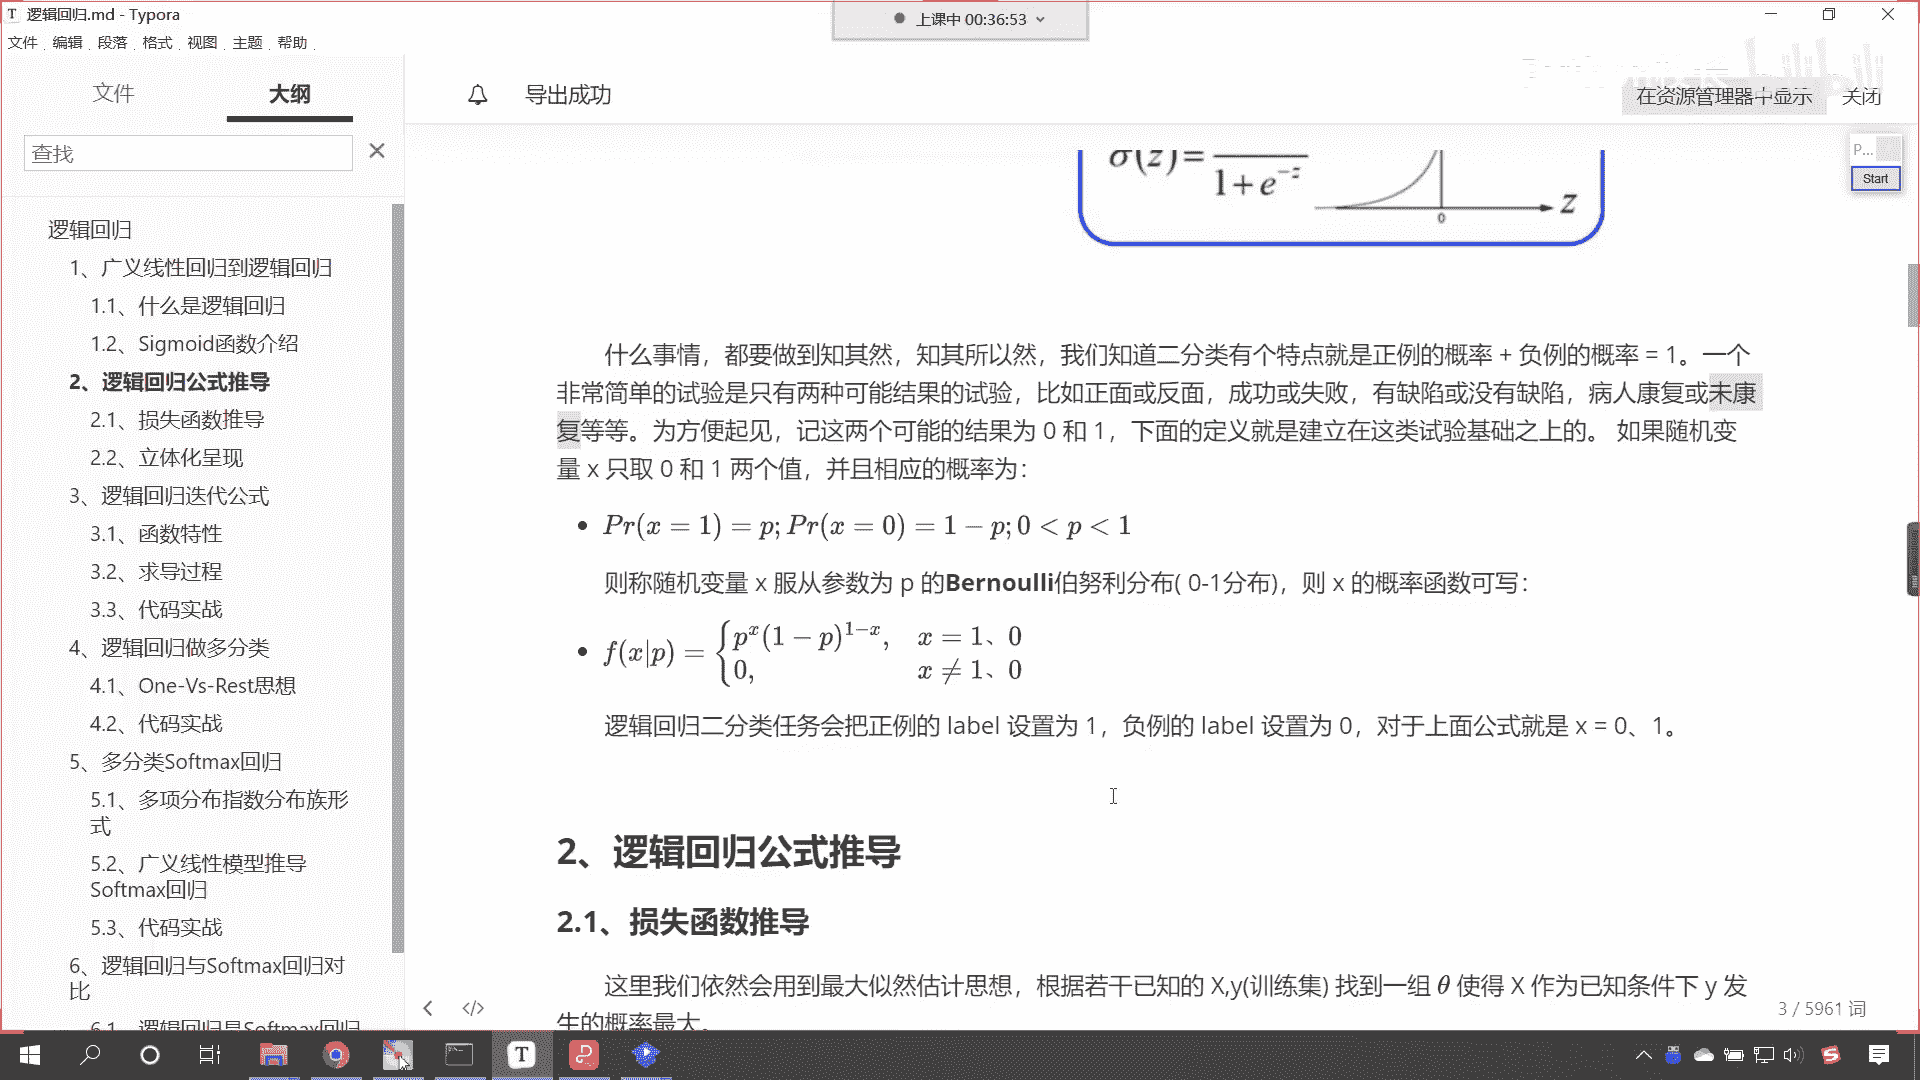 逻辑回归.md - Typora
上课中 00:36:53
文件 编辑 段落 格式 视图 主题 帮助
文件
大纲
导出成功
在资源管理器中显示
关闭
查找
P...
Start
σ(z)=
1+e^{-z}
0
z
逻辑回归
1、广义线性回归到逻辑回归
1.1、什么是逻辑回归
1.2、Sigmoid函数介绍
2、逻辑回归公式推导
2.1、损失函数推导
2.2、立体化呈现
3、逻辑回归迭代公式
3.1、函数特性
3.2、求导过程
3.3、代码实战
4、逻辑回归做多分类
4.1、One-Vs-Rest思想
4.2、代码实战
5、多分类Softmax回归
5.1、多项分布指数分布族形
式
5.2、广义线性模型推导
Softmax回归
5.3、代码实战
6、逻辑回归与Softmax回归对
比
6.1、逻辑回归是Softmax回归
什么事情，都要做到知其然，知其所以然，我们知道二分类有个特点就是正例的概率 + 负例的概率 = 1。一个
非常简单的试验是只有两种可能结果的试验，比如正面或反面，成功或失败，有缺陷或没有缺陷，病人康复或未康
复等等。为方便起见，记这两个可能的结果为 0 和 1，下面的定义就是建立在这类试验基础之上的。 如果随机变
量 x 只取 0 和 1 两个值，并且相应的概率为：
Pr(x = 1) = p; Pr(x = 0) = 1 − p; 0 < p < 1
则称随机变量 x 服从参数为 p 的Bernoulli伯努利分布( 0-1分布)，则 x 的概率函数可写：
f(x|p) = { p^x(1 − p)^{1−x}, x = 1、0
0, x ≠ 1、0
逻辑回归二分类任务会把正例的 label 设置为 1，负例的 label 设置为 0，对于上面公式就是 x = 0、1。
2、逻辑回归公式推导
2.1、损失函数推导
这里我们依然会用到最大似然估计思想，根据若干已知的 X,y(训练集) 找到一组 θ 使得 X 作为已知条件下 y 发
生的概率最大。
3 / 5961 词